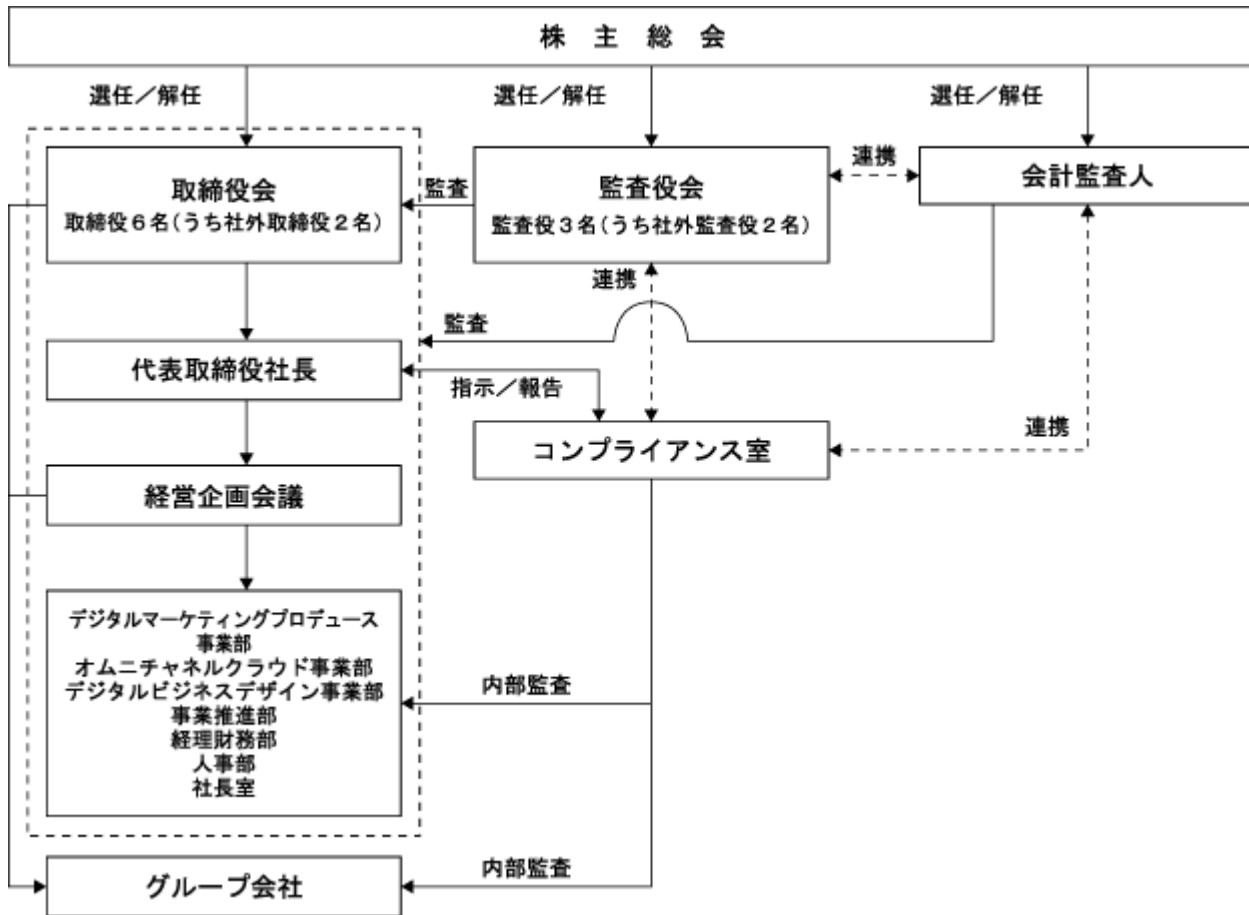 株 主 総 会
選任／解任
選任／解任
選任／解任
取締役会
取締役６名（うち社外取締役２名）
監査
監査役会
監査役３名（うち社外監査役２名）
連携
会計監査人
連携
監査
代表取締役社長
指示／報告
コンプライアンス室
連携
経営企画会議
デジタルマーケティングプロデュース
事業部
オムニチャネルクラウド事業部
デジタルビジネスデザイン事業部
事業推進部
経理財務部
人事部
社長室
内部監査
内部監査
グループ会社